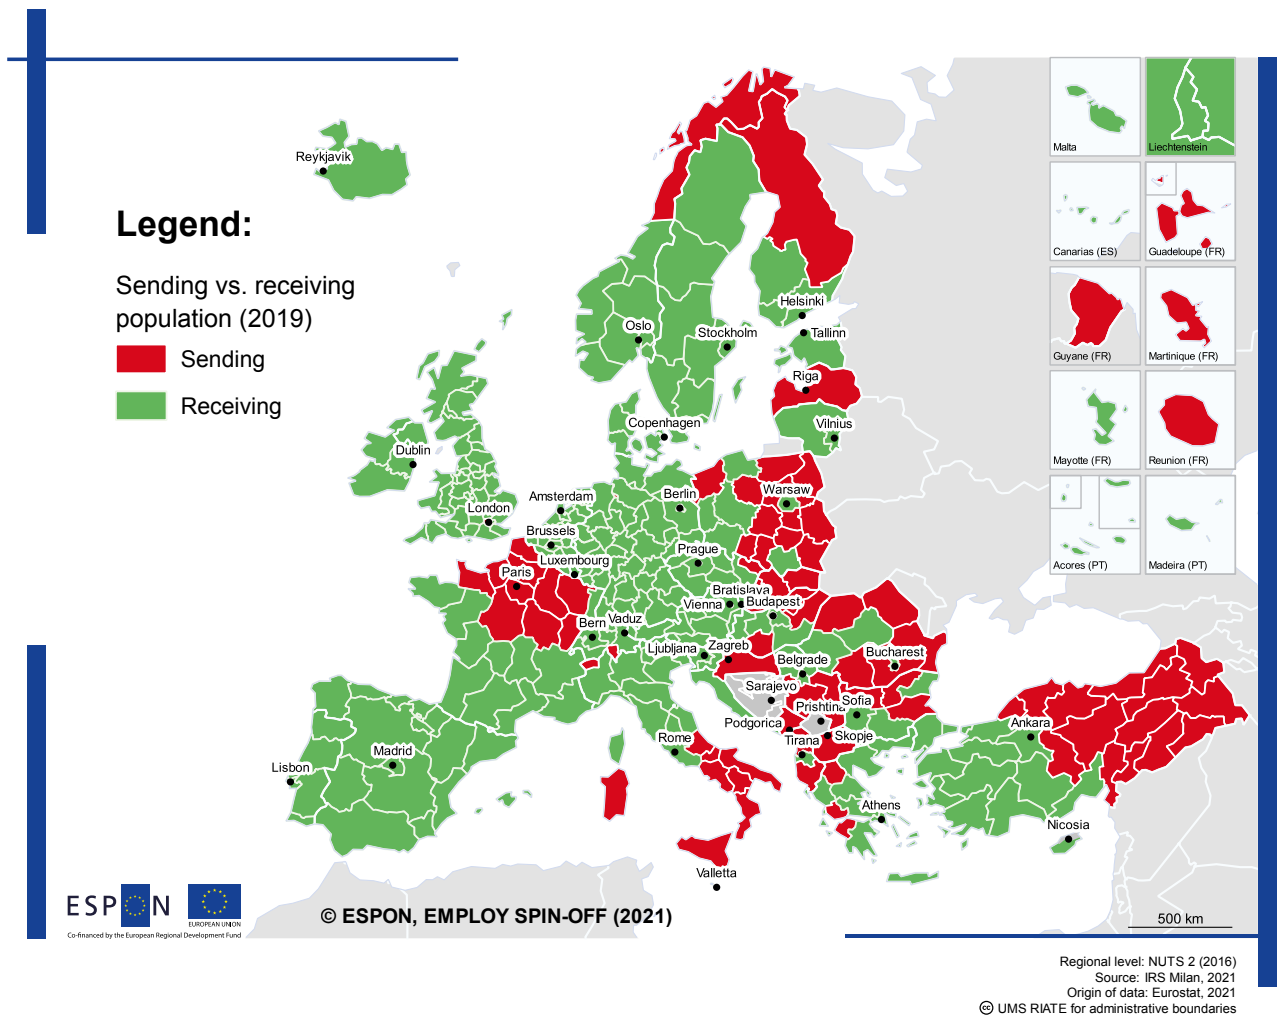 Legend:
Sending vs. receiving
population (2019)
Sending
Receiving
Reykjavik
Oslo
Stockholm
Helsinki
Tallinn
Riga
Vilnius
Copenhagen
Dublin
London
Amsterdam
Berlin
Warsaw
Brussels
Luxembourg
Prague
Paris
Bratislava
Vienna
Budapest
Bern
Vaduz
Ljubljana
Zagreb
Belgrade
Bucharest
Sarajevo
Prishtina
Sofia
Podgorica
Skopje
Tirana
Rome
Madrid
Lisbon
Ankara
Athens
Nicosia
Valletta
Malta
Liechtenstein
Canarias (ES)
Guadeloupe (FR)
Guyane (FR)
Martinique (FR)
Mayotte (FR)
Reunion (FR)
Acores (PT)
Madeira (PT)
ESPON
EUROPEAN UNION
Co-financed by the European Regional Development Fund
© ESPON, EMPLOY SPIN-OFF (2021)
500 km
Regional level: NUTS 2 (2016)
Source: IRS Milan, 2021
Origin of data: Eurostat, 2021
cc UMS RIATE for administrative boundaries